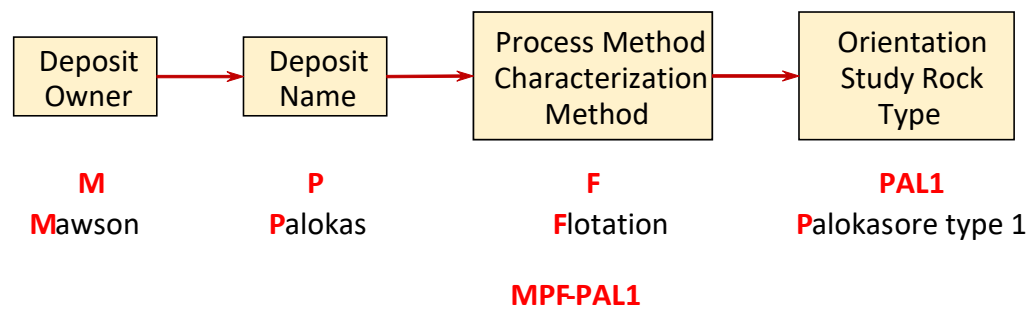 Deposit
Owner
Deposit
Name
Process Method
Characterization
Method
Orientation
Study Rock
Type
M
P
F
PAL1
Mawson
Palokas
Flotation
Palokasore type 1
MPF-PAL1